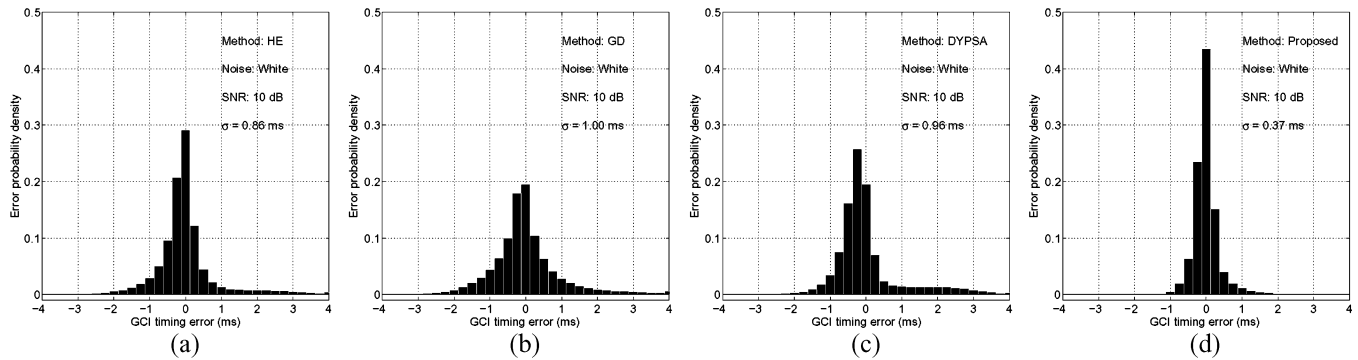 0.5
0.4
0.3
0.2
0.1
0
Error probability density
Method: HE
Noise: White
SNR: 10 dB
σ = 0.86 ms
−4 −3 −2 −1 0 1 2 3 4
GCI timing error (ms)
(a)
0.5
0.4
0.3
0.2
0.1
0
Error probability density
Method: GD
Noise: White
SNR: 10 dB
σ = 1.00 ms
−4 −3 −2 −1 0 1 2 3 4
GCI timing error (ms)
(b)
0.5
0.4
0.3
0.2
0.1
0
Error probability density
Method: DYPSA
Noise: White
SNR: 10 dB
σ = 0.96 ms
−4 −3 −2 −1 0 1 2 3 4
GCI timing error (ms)
(c)
0.5
0.4
0.3
0.2
0.1
0
Error probability density
Method: Proposed
Noise: White
SNR: 10 dB
σ = 0.37 ms
−4 −3 −2 −1 0 1 2 3 4
GCI timing error (ms)
(d)